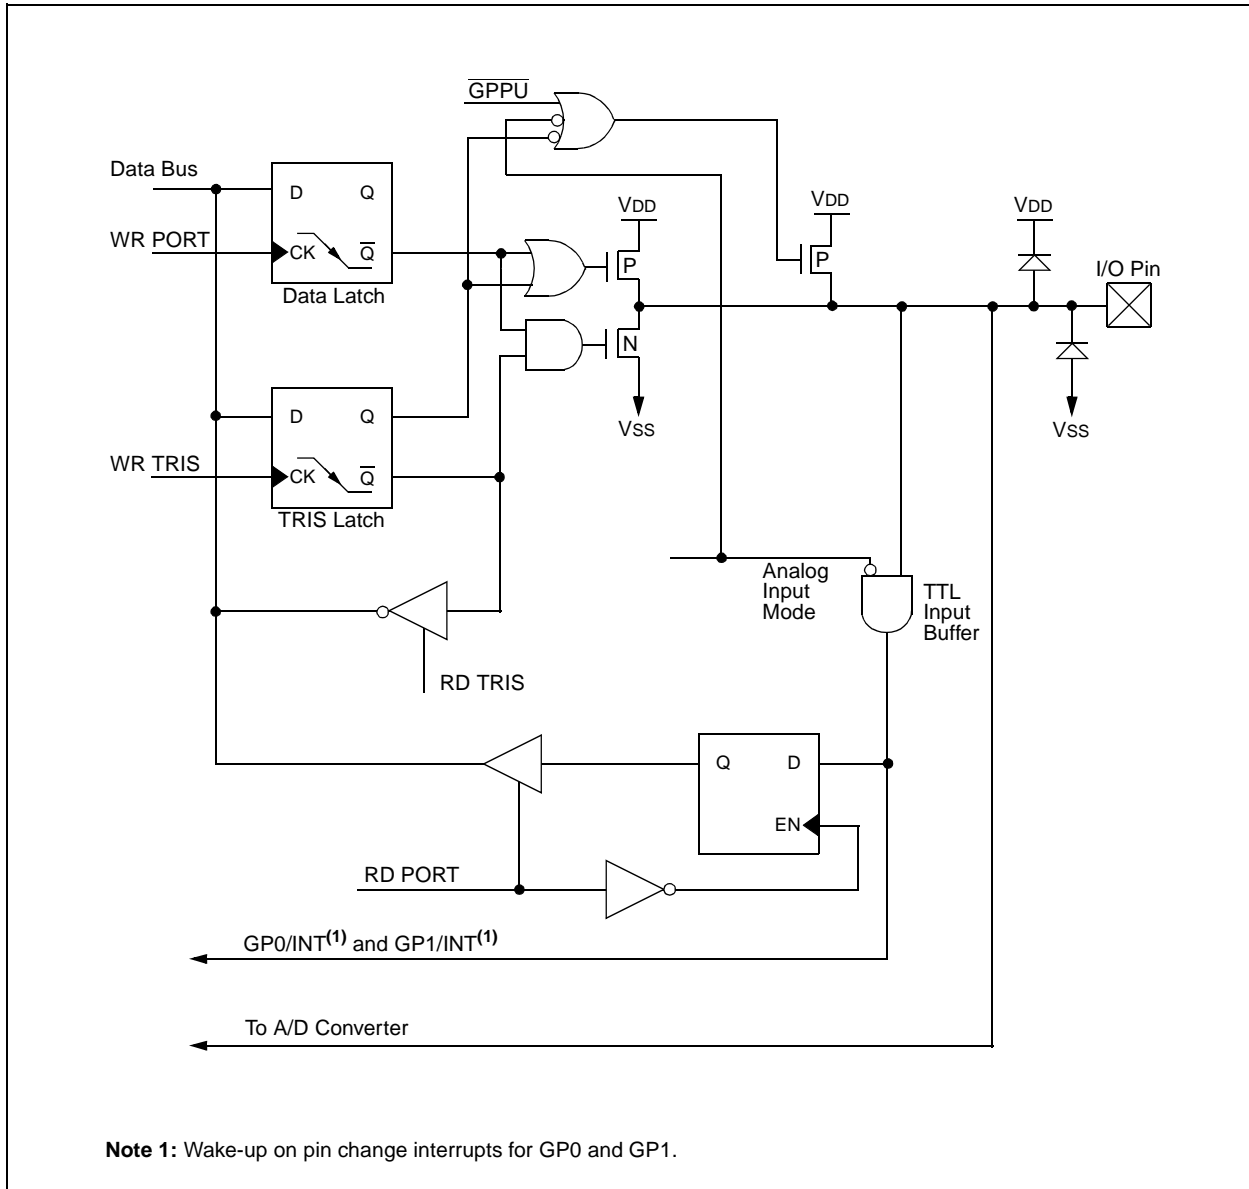 GPPU
Data Bus
D Q
WR PORT
CK Q
Data Latch
VDD
P
VDD
P
VDD
I/O Pin
N
VSS
VSS
D Q
WR TRIS
CK Q
TRIS Latch
Analog
Input
Mode
TTL
Input
Buffer
RD TRIS
Q D
EN
RD PORT
GP0/INT(1) and GP1/INT(1)
To A/D Converter
Note 1: Wake-up on pin change interrupts for GP0 and GP1.